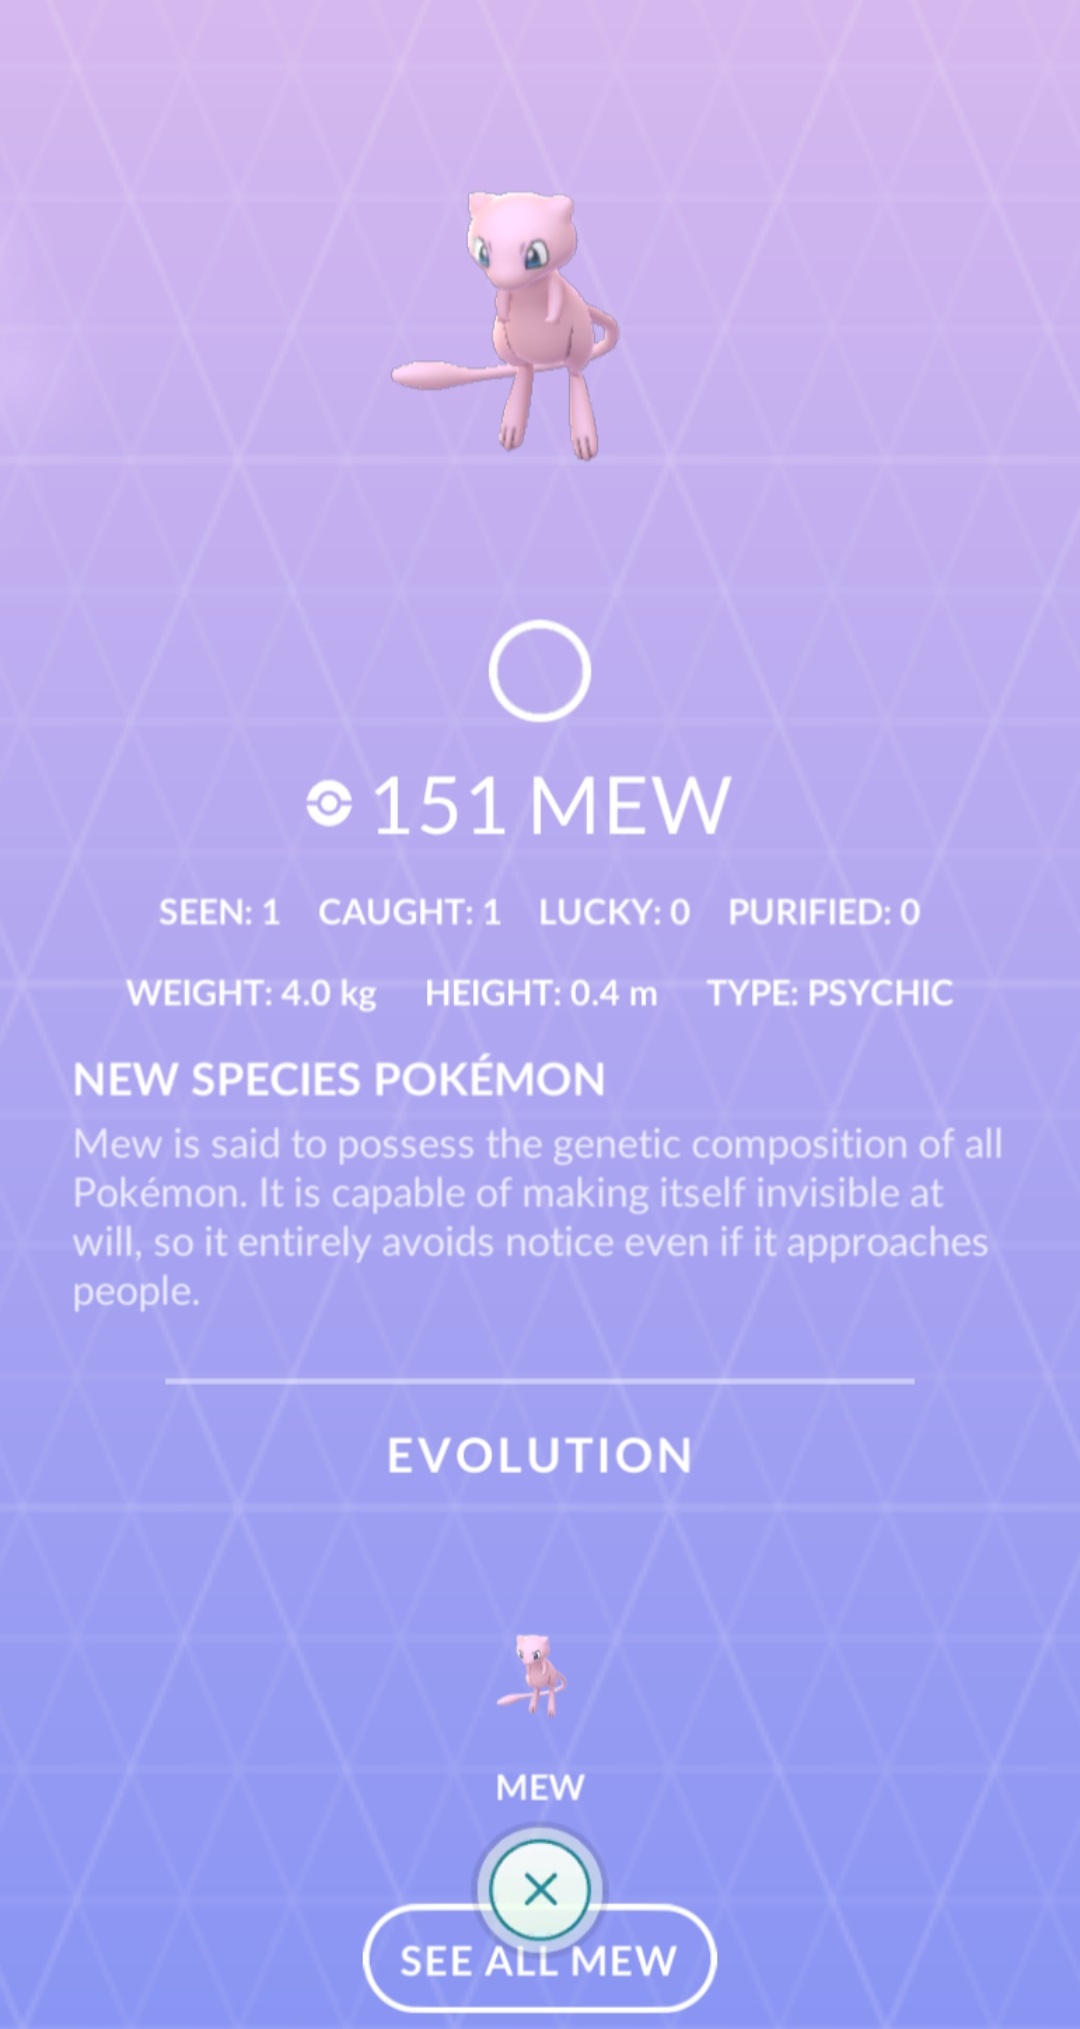 151 MEW
SEEN: 1 CAUGHT: 1 LUCKY: 0 PURIFIED: 0
WEIGHT: 4.0 kg HEIGHT: 0.4 m TYPE: PSYCHIC
NEW SPECIES POKÉMON
Mew is said to possess the genetic composition of all
Pokémon. It is capable of making itself invisible at
will, so it entirely avoids notice even if it approaches
people.
EVOLUTION
MEW
SEE ALL MEW